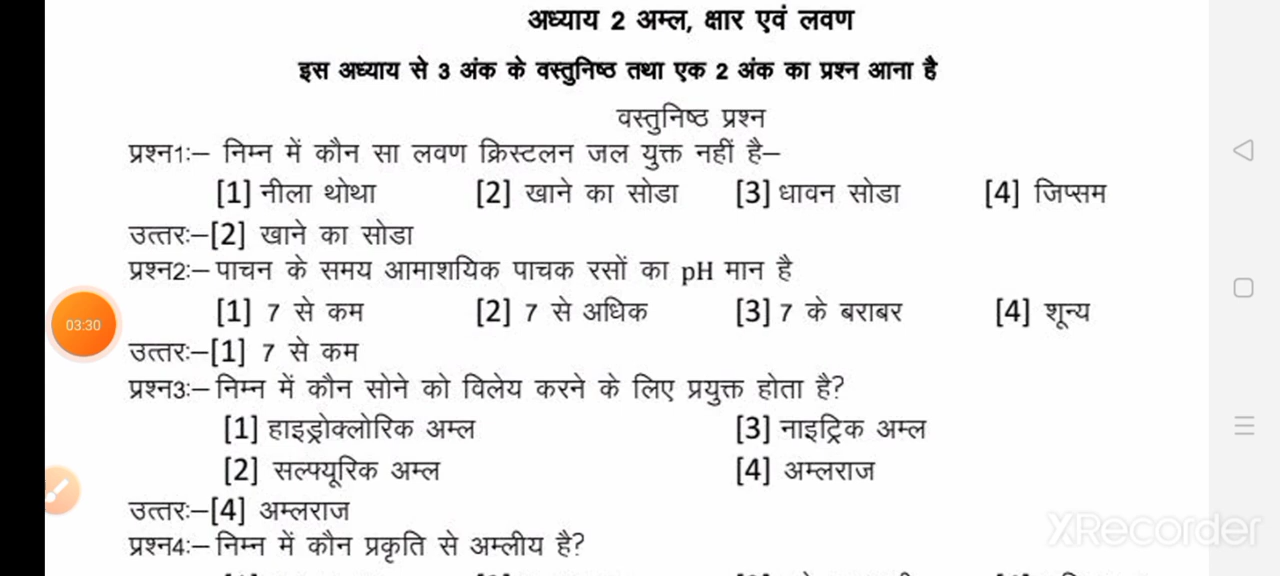 अध्याय 2 अम्ल, क्षार एवं लवण
इस अध्याय से 3 अंक के वस्तुनिष्ठ तथा एक 2 अंक का प्रश्न आना है
वस्तुनिष्ठ प्रश्न
प्रश्न1:– निम्न में कौन सा लवण क्रिस्टलन जल युक्त नहीं है–
[1] नीला थोथा [2] खाने का सोडा [3] धावन सोडा [4] जिप्सम
उत्तर:–[2] खाने का सोडा
प्रश्न2:– पाचन के समय आमाशयिक पाचक रसों का pH मान है
[1] 7 से कम [2] 7 से अधिक [3] 7 के बराबर [4] शून्य
03:30
उत्तर:–[1] 7 से कम
प्रश्न3:– निम्न में कौन सोने को विलेय करने के लिए प्रयुक्त होता है?
[1] हाइड्रोक्लोरिक अम्ल [3] नाइट्रिक अम्ल
[2] सल्फ्यूरिक अम्ल [4] अम्लराज
उत्तर:–[4] अम्लराज
प्रश्न4:– निम्न में कौन प्रकृति से अम्लीय है?
XRecorder